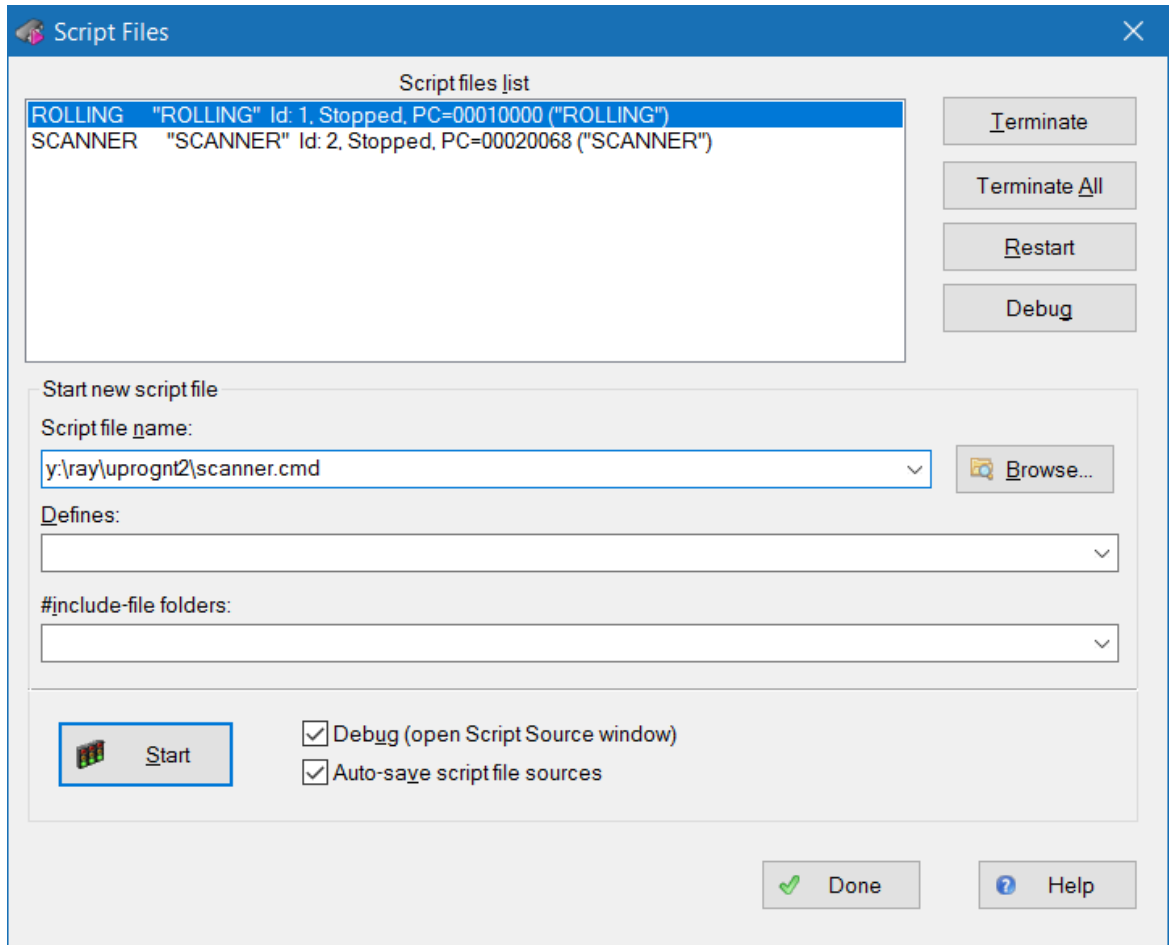 Script Files
Script files list
ROLLING "ROLLING" Id: 1, Stopped, PC=00010000 ("ROLLING")
SCANNER "SCANNER" Id: 2, Stopped, PC=00020068 ("SCANNER")
Terminate
Terminate All
Restart
Debug
Start new script file
Script file name:
y:\ray\uprognt2\scanner.cmd
Browse...
Defines:
#include-file folders:
Start
Debug (open Script Source window)
Auto-save script file sources
Done
Help